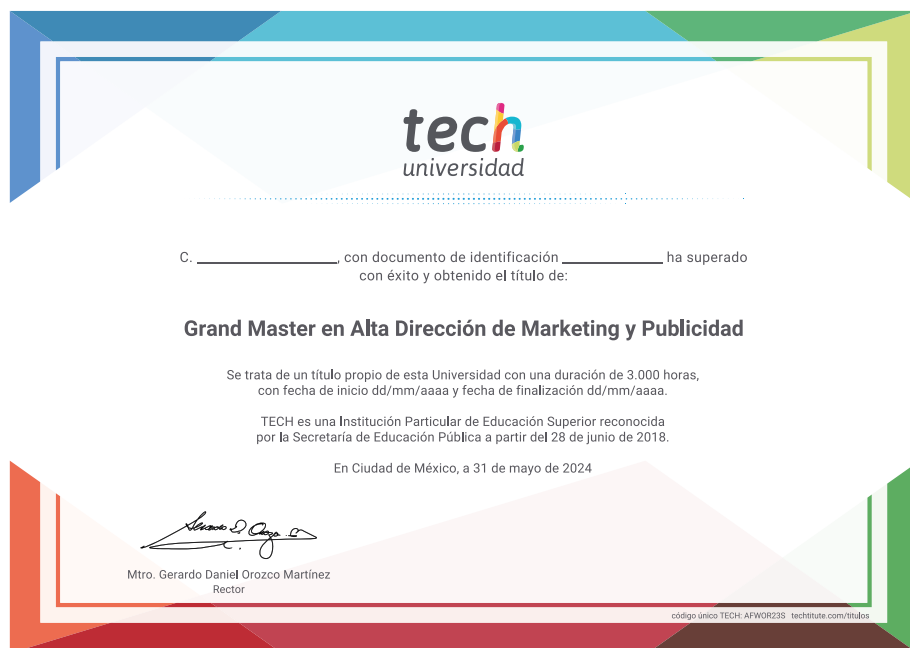 tech
universidad
C. ____________________, con documento de identificación ______________ ha superado
con éxito y obtenido el título de:
Grand Master en Alta Dirección de Marketing y Publicidad
Se trata de un título propio de esta Universidad con una duración de 3.000 horas,
con fecha de inicio dd/mm/aaaa y fecha de finalización dd/mm/aaaa.
TECH es una Institución Particular de Educación Superior reconocida
por la Secretaría de Educación Pública a partir del 28 de junio de 2018.
En Ciudad de México, a 31 de mayo de 2024
Mtro. Gerardo Daniel Orozco Martínez
Rector
código único TECH: AFWOR23S techtitute.com/titulos